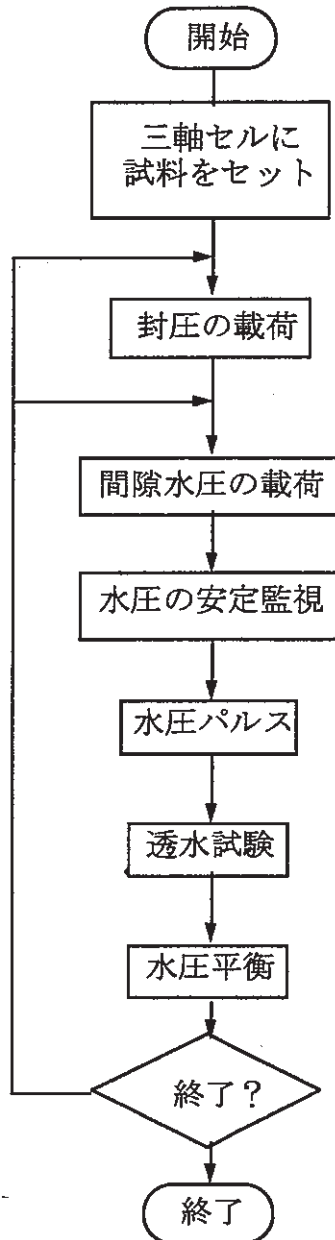 開始
三軸セルに
試料をセット
封圧の載荷
間隙水圧の載荷
水圧の安定監視
水圧パルス
透水試験
水圧平衡
終了？
終了